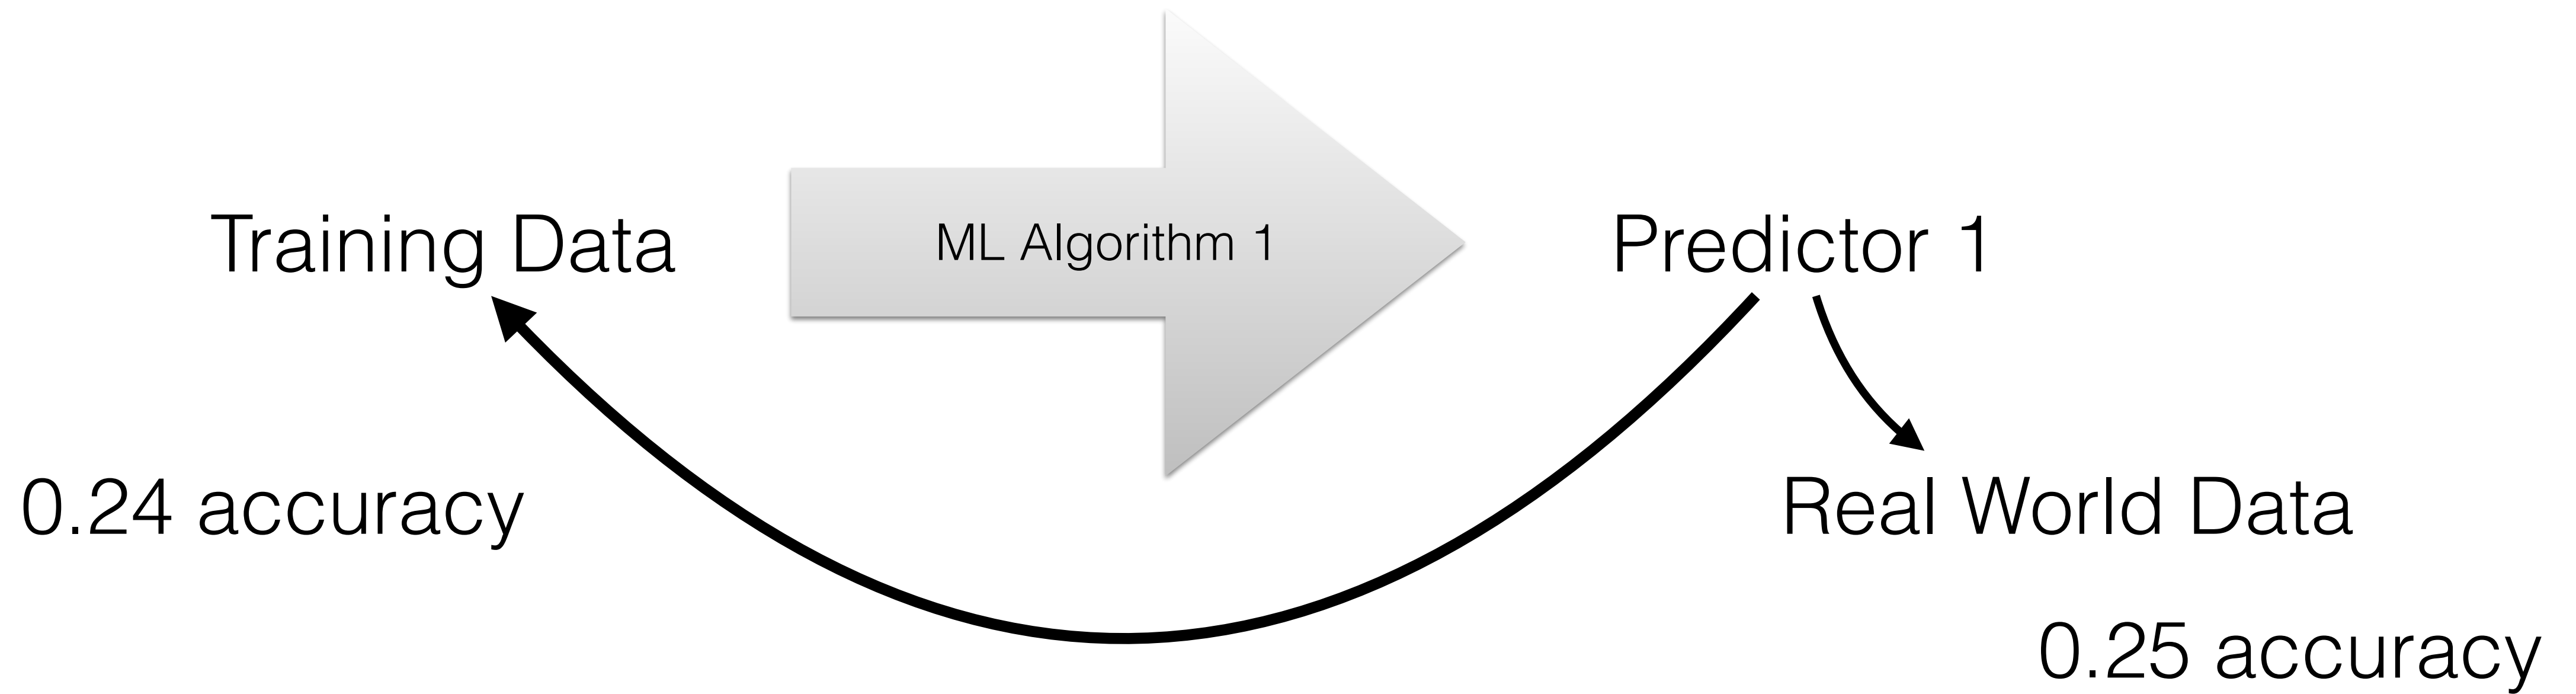 Training Data
ML Algorithm 1
Predictor 1
0.24 accuracy
Real World Data
0.25 accuracy